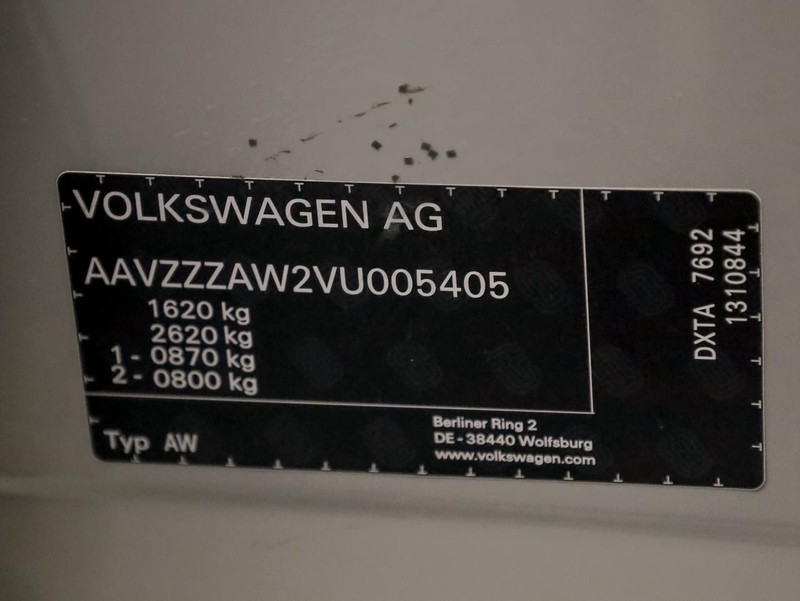 VOLKSWAGEN AG
AAVZZZAW2VU005405
1620 kg
2620 kg
1 - 0870 kg
2 - 0800 kg
Typ AW
Berliner Ring 2
DE - 38440 Wolfsburg
www.volkswagen.com
DXTA 7692
1310844